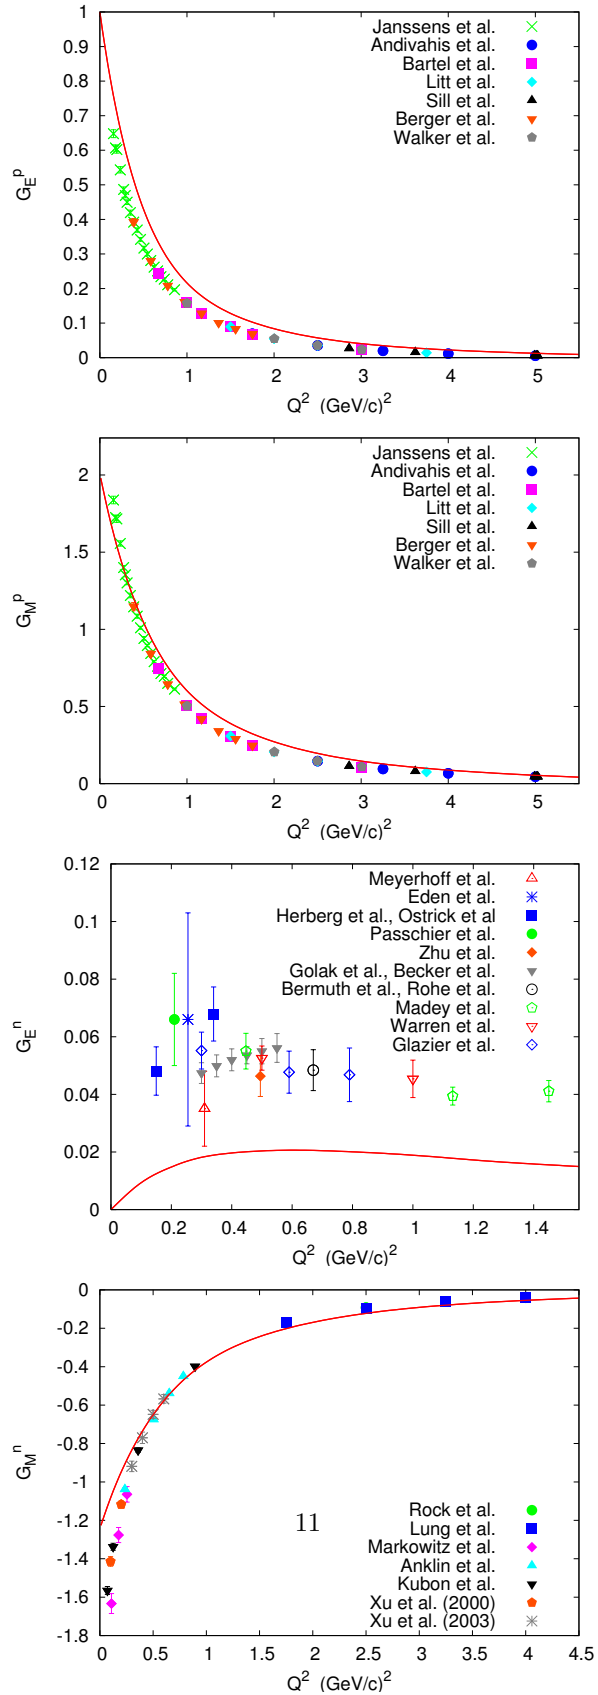 1
0.9
0.8
0.7
0.6
0.5
0.4
0.3
0.2
0.1
0
G_E^p
Janssens et al.
Andivahis et al.
Bartel et al.
Litt et al.
Sill et al.
Berger et al.
Walker et al.
0 1 2 3 4 5
Q^2 (GeV/c)^2
2
1.5
1
0.5
0
G_M^p
Janssens et al.
Andivahis et al.
Bartel et al.
Litt et al.
Sill et al.
Berger et al.
Walker et al.
0 1 2 3 4 5
Q^2 (GeV/c)^2
0.12
0.1
0.08
0.06
0.04
0.02
0
G_E^n
Meyerhoff et al.
Eden et al.
Herberg et al., Ostrick et al
Passchier et al.
Zhu et al.
Golak et al., Becker et al.
Bermuth et al., Rohe et al.
Madey et al.
Warren et al.
Glazier et al.
0 0.2 0.4 0.6 0.8 1 1.2 1.4
Q^2 (GeV/c)^2
0
-0.2
-0.4
-0.6
-0.8
-1
-1.2
-1.4
-1.6
-1.8
G_M^n
11
Rock et al.
Lung et al.
Markowitz et al.
Anklin et al.
Kubon et al.
Xu et al. (2000)
Xu et al. (2003)
0 0.5 1 1.5 2 2.5 3 3.5 4 4.5
Q^2 (GeV/c)^2